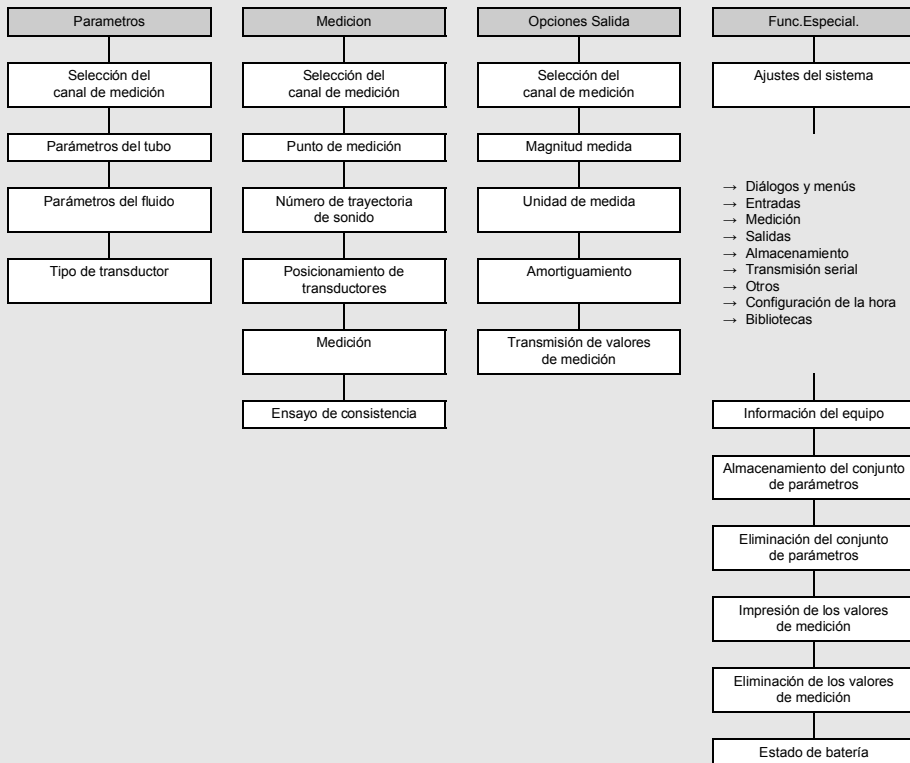 Parametros
Selección del
canal de medición
Parámetros del tubo
Parámetros del fluido
Tipo de transductor
Medicion
Selección del
canal de medición
Punto de medición
Número de trayectoria
de sonido
Posicionamiento de
transductores
Medición
Ensayo de consistencia
Opciones Salida
Selección del
canal de medición
Magnitud medida
Unidad de medida
Amortiguamiento
Transmisión de valores
de medición
Func.Especial.
Ajustes del sistema
→ Diálogos y menús
→ Entradas
→ Medición
→ Salidas
→ Almacenamiento
→ Transmisión serial
→ Otros
→ Configuración de la hora
→ Bibliotecas
Información del equipo
Almacenamiento del conjunto
de parámetros
Eliminación del conjunto
de parámetros
Impresión de los valores
de medición
Eliminación de los valores
de medición
Estado de batería